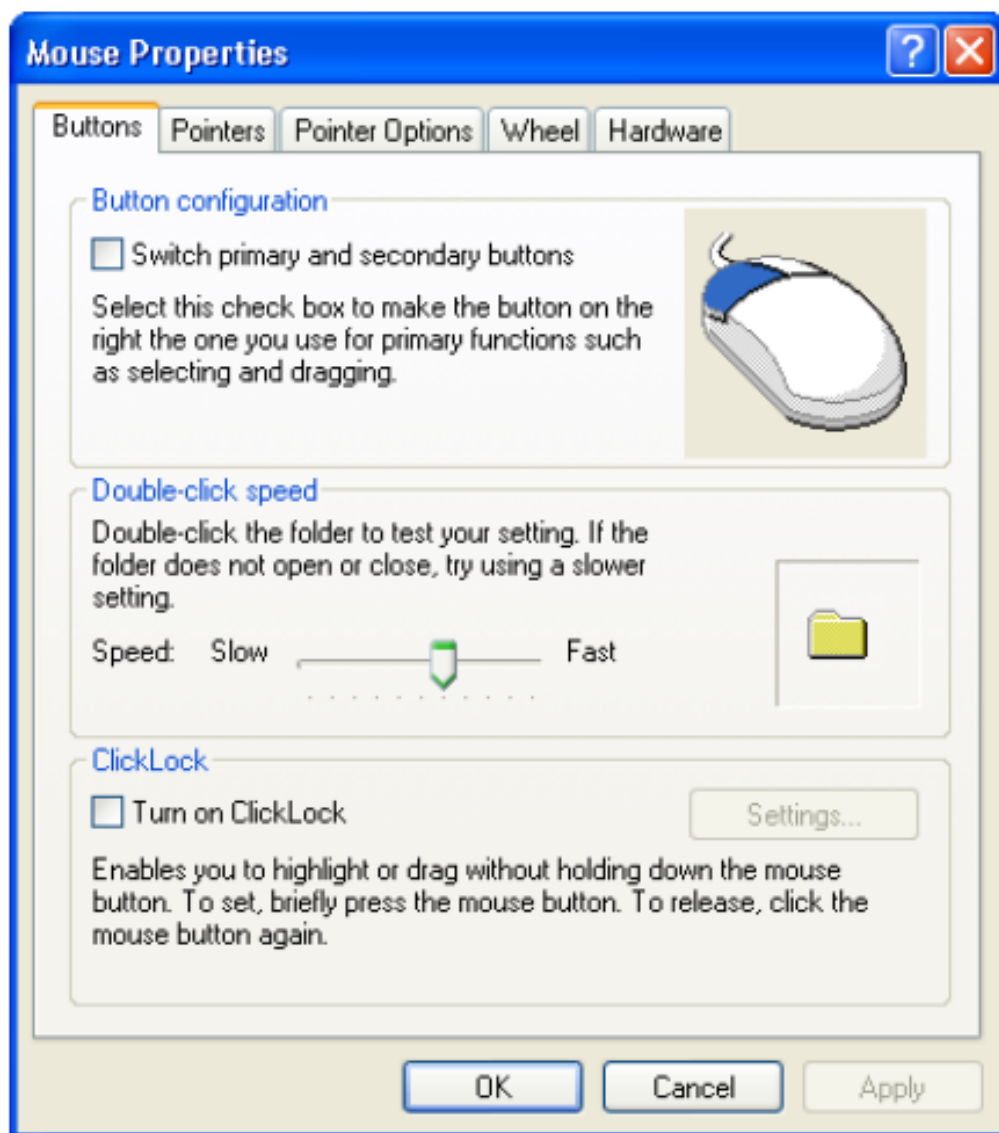 Mouse Properties
?
Buttons Pointers Pointer Options Wheel Hardware
Button configuration
Switch primary and secondary buttons
Select this check box to make the button on the
right the one you use for primary functions such
as selecting and dragging.
Double-click speed
Double-click the folder to test your setting. If the
folder does not open or close, try using a slower
setting.
Speed: Slow Fast
ClickLock
Turn on ClickLock Settings...
Enables you to highlight or drag without holding down the mouse
button. To set, briefly press the mouse button. To release, click the
mouse button again.
OK Cancel Apply